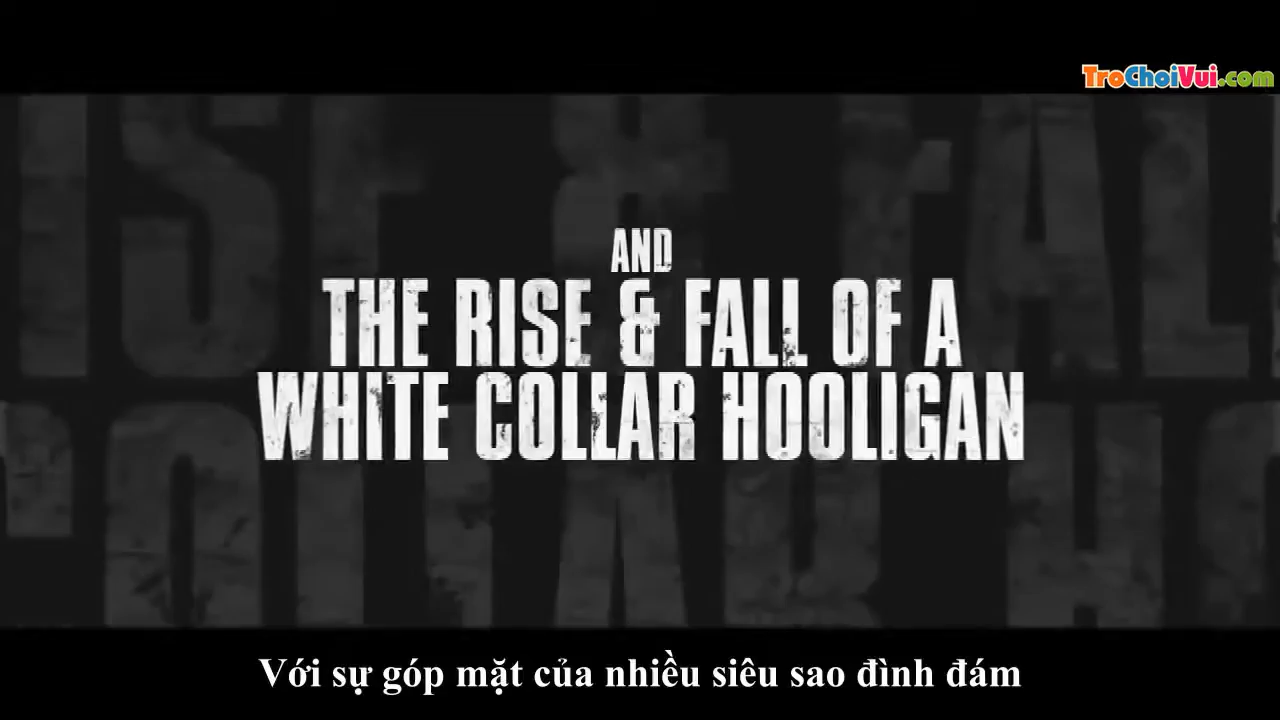 TroChoiVui.com
AND
THE RISE & FALL OF A
WHITE COLLAR HOOLIGAN
Với sự góp mặt của nhiều siêu sao đình đám